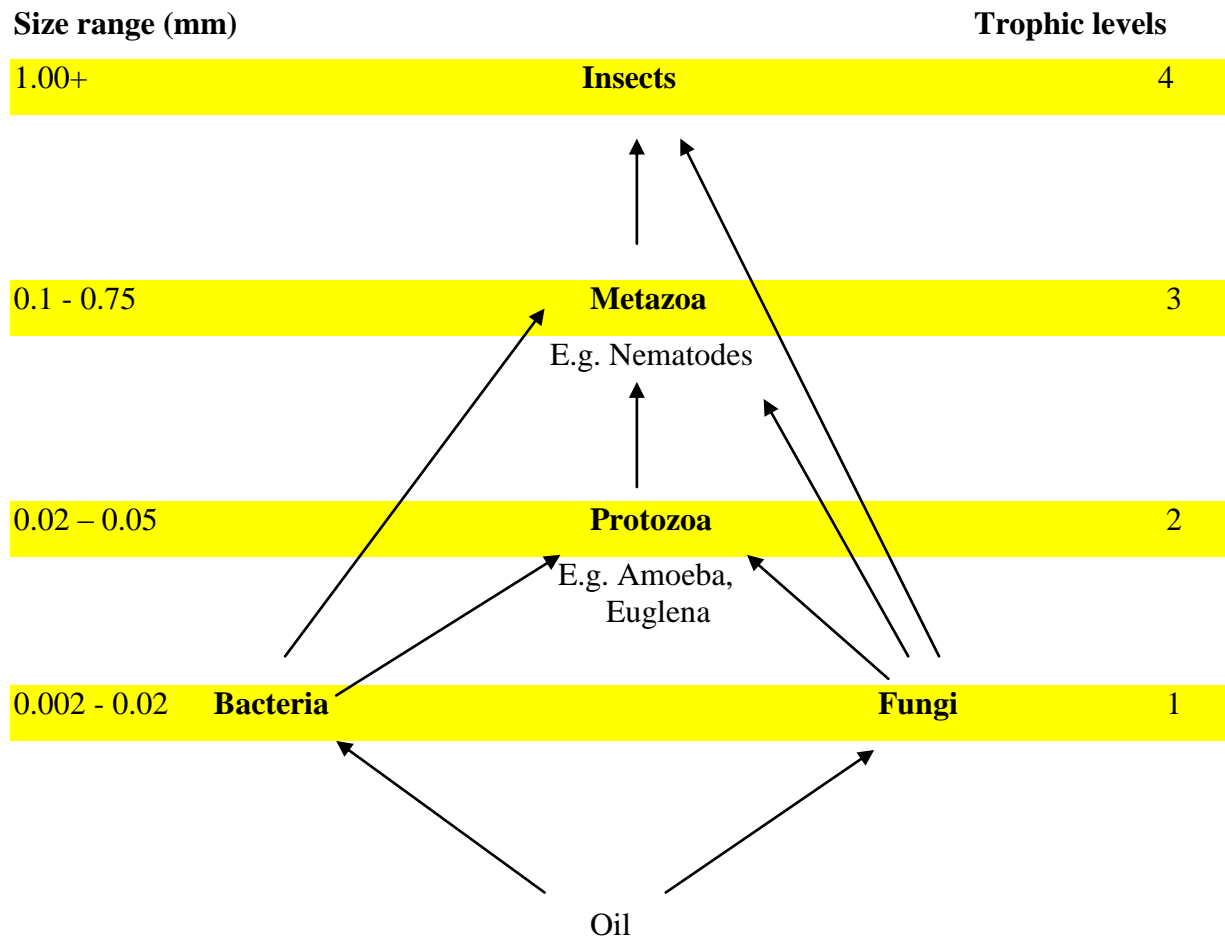 Size range (mm) Trophic levels
1.00+ Insects 4
0.1 - 0.75 Metazoa 3
E.g. Nematodes
0.02 – 0.05 Protozoa 2
E.g. Amoeba,
Euglena
0.002 - 0.02 Bacteria Fungi 1
Oil